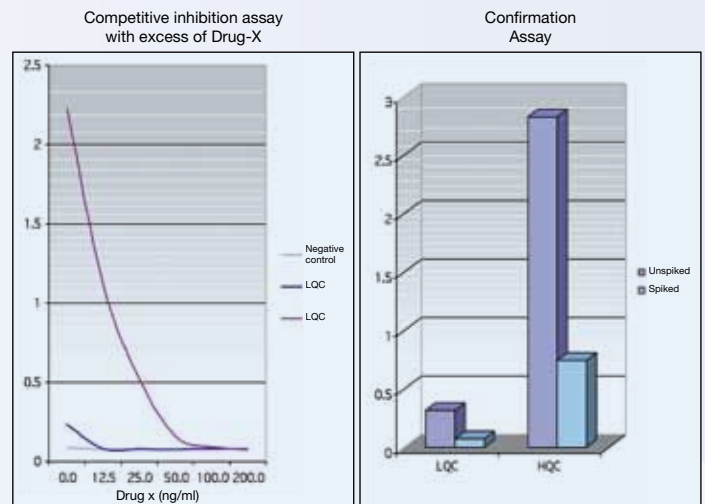 Competitive inhibition assay
with excess of Drug-X
2.5
2
1.5
1
0.5
0
0.0 12.5 25.0 50.0 100.0 200.0
Drug x (ng/ml)
Negative
control
LQC
LQC
Confirmation
Assay
3
2.5
2
1.5
1
0.5
0
LQC HQC
Unspiked
Spiked